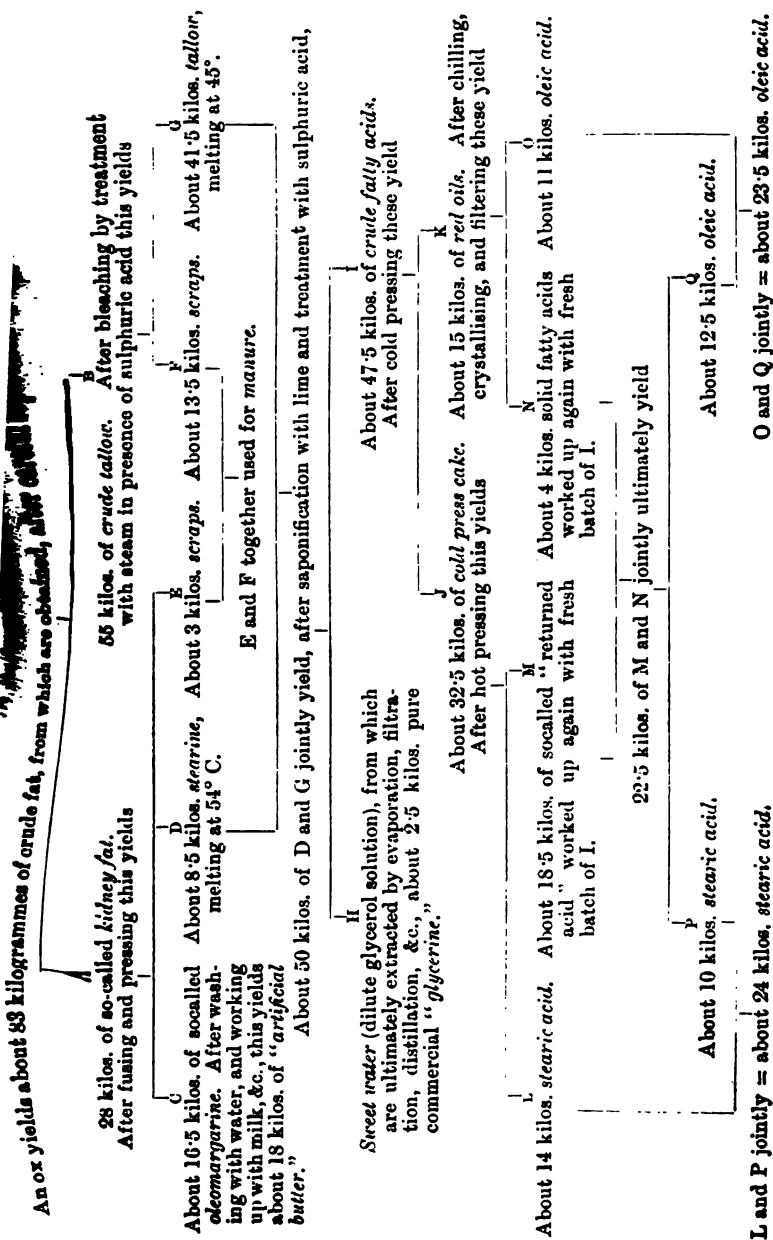 An ox yields about 83 kilogrammes of crude fat, from which are obtained, after careful
28 kilos. of so-called kidney fat.
After fusing and pressing this yields
B
55 kilos. of crude tallow. After bleaching by treatment
with steam in presence of sulphuric acid this yields
C
About 16·5 kilos. of socalled
oleomargarine. After wash-
ing with water, and working
up with milk, &c., this yields
about 18 kilos. of "artificial
butter."
D
About 8·5 kilos. stearine,
melting at 54° C.
E
About 3 kilos. scraps.
F
About 13·5 kilos. scraps.
G
About 41·5 kilos. tallow,
melting at 45°.
E and F together used for manure.
About 50 kilos. of D and G jointly yield, after saponification with lime and treatment with sulphuric acid,
H
Sweet water (dilute glycerol solution), from which
are ultimately extracted by evaporation, filtra-
tion, distillation, &c., about 2·5 kilos. pure
commercial "glycerine."
I
About 47·5 kilos. of crude fatty acids.
After cold pressing these yield
J
About 32·5 kilos. of cold press cake.
After hot pressing this yields
K
About 15 kilos. of red oils. After chilling,
crystallising, and filtering these yield
L
About 14 kilos. stearic acid.
M
About 18·5 kilos. of socalled "returned
acid" worked up again with fresh
batch of I.
N
About 4 kilos. solid fatty acids
worked up again with fresh
batch of I.
O
About 11 kilos. oleic acid.
22·5 kilos. of M and N jointly ultimately yield
P
About 10 kilos. stearic acid.
Q
About 12·5 kilos. oleic acid.
L and P jointly = about 24 kilos. stearic acid.
O and Q jointly = about 23·5 kilos. oleic acid.